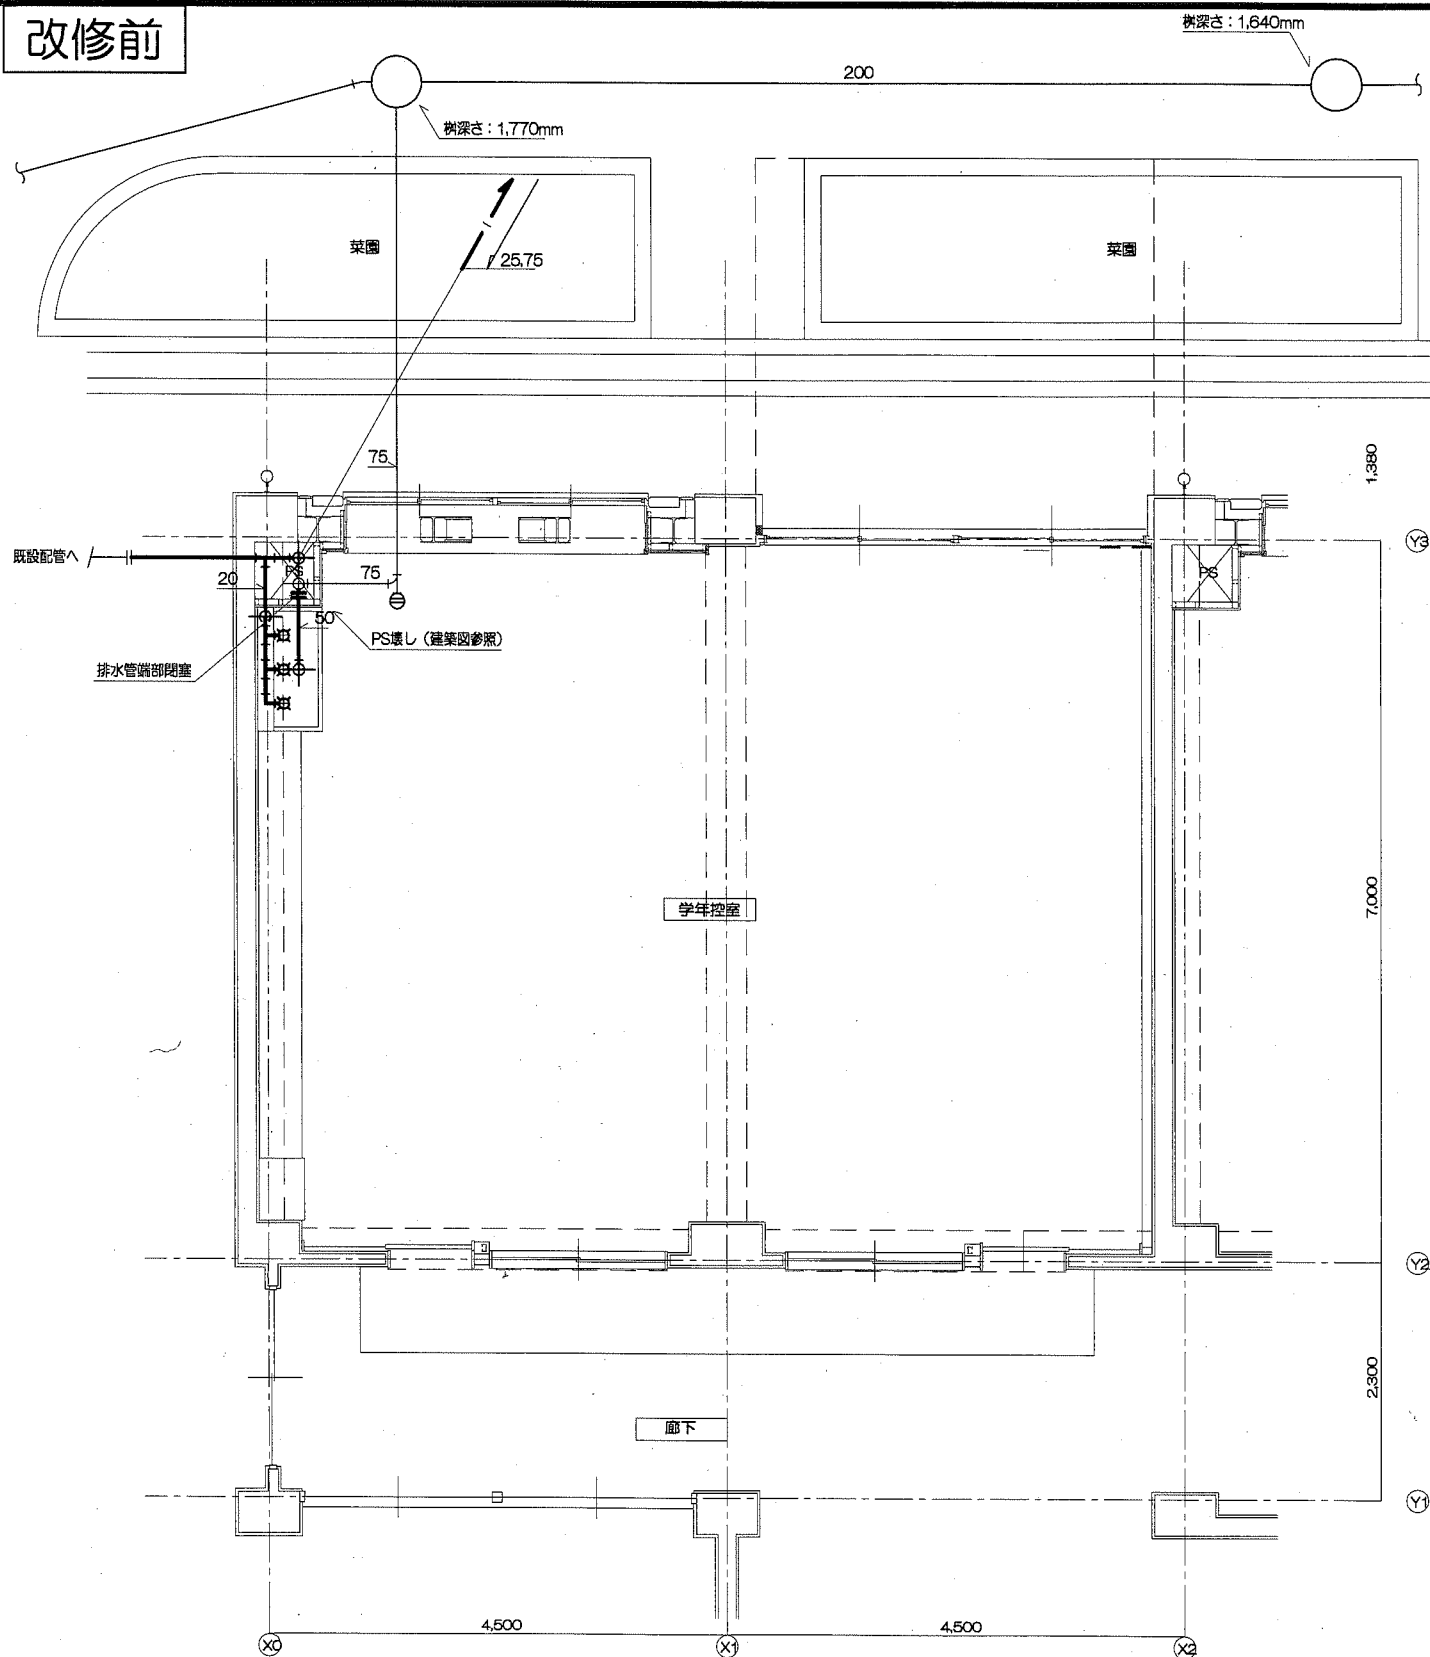 改修前
桝深さ：1,640mm
200
桝深さ：1,770mm
菜園
25,75
菜園
75
1,380
既設配管へ
PS
20
75
PS
Y3
50
PS壊し（建築図参照）
排水管端部閉塞
学年控室
7,000
Y2
2,300
廊下
Y1
4,500
4,500
X0
X1
X2